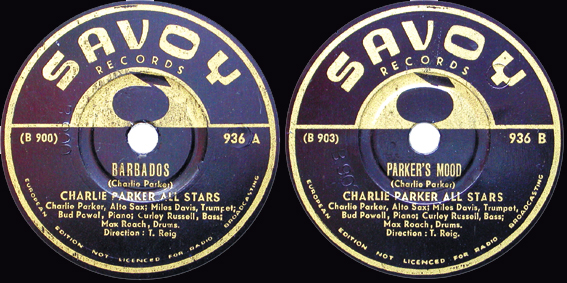 SAVOY
RECORDS
(B 900)
936 A
BARBADOS
(Charlie Parker)
CHARLIE PARKER ALL STARS
Charlie Parker, Alto Sax; Miles Davis, Trumpet;
Bud Powell, Piano; Curley Russell, Bass;
Max Roach, Drums.
Direction : T. Reig
EUROPEAN EDITION NOT LICENCED FOR RADIO BROADCASTING
SAVOY
RECORDS
(B 903)
936 B
PARKER'S MOOD
(Charlie Parker)
CHARLIE PARKER ALL STARS
Charlie Parker, Alto Sax; Miles Davis, Trumpet,
Bud Powell, Piano; Curley Russell, Bass;
Max Roach, Drums.
Direction : T. Reig.
EUROPEAN EDITION NOT LICENCED FOR RADIO BROADCASTING